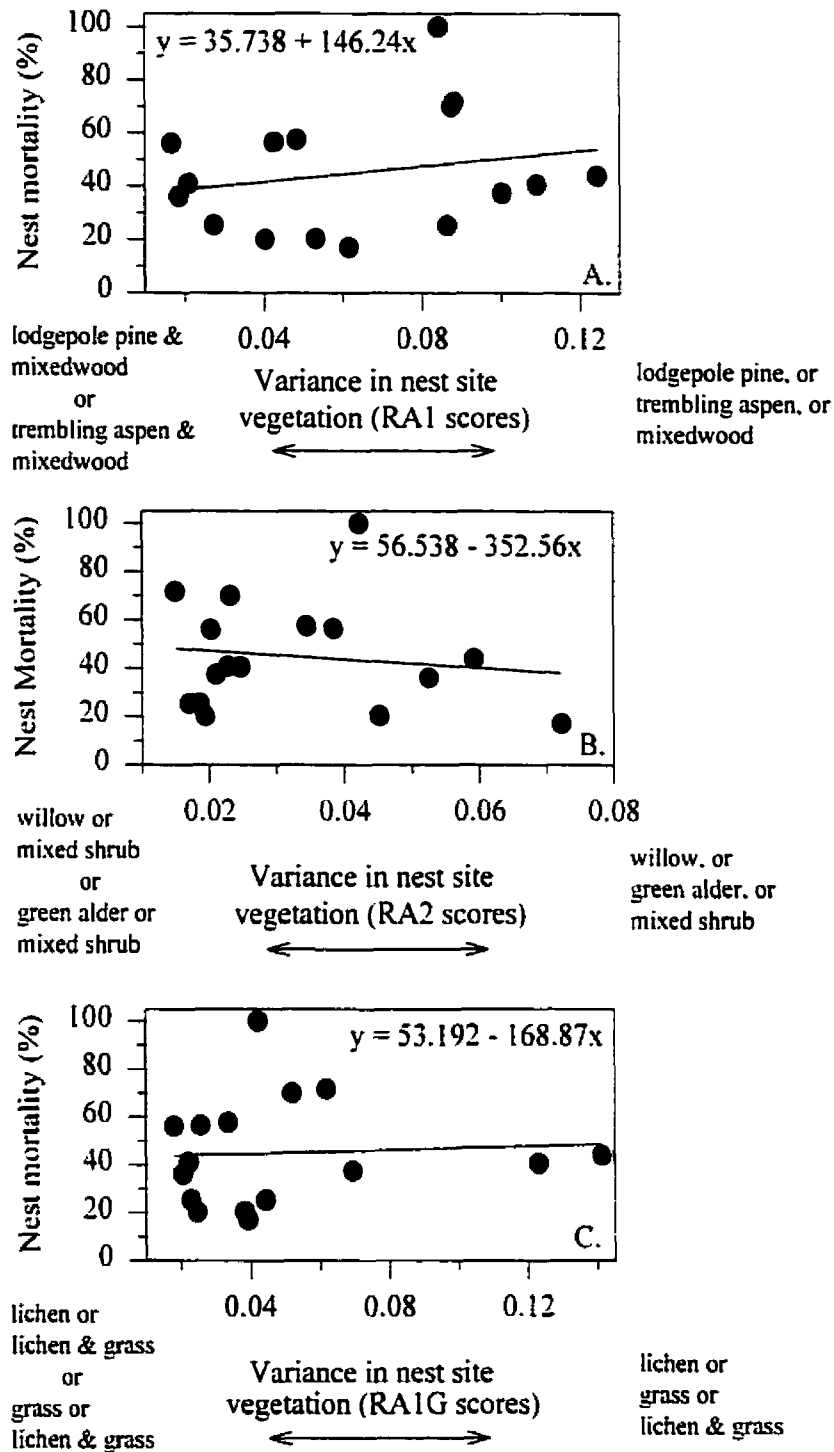 y = 35.738 + 146.24x
Nest mortality (%)
100
80
60
40
20
0
A.
0.04
0.08
0.12
lodgepole pine &
mixedwood
or
trembling aspen &
mixedwood
Variance in nest site
vegetation (RA1 scores)
lodgepole pine, or
trembling aspen, or
mixedwood
y = 56.538 - 352.56x
Nest Mortality (%)
100
80
60
40
20
0
B.
0.02
0.04
0.06
0.08
willow or
mixed shrub
or
green alder or
mixed shrub
Variance in nest site
vegetation (RA2 scores)
willow, or
green alder, or
mixed shrub
y = 53.192 - 168.87x
Nest mortality (%)
100
80
60
40
20
0
C.
0.04
0.08
0.12
lichen or
lichen & grass
or
grass or
lichen & grass
Variance in nest site
vegetation (RA1G scores)
lichen or
grass or
lichen & grass